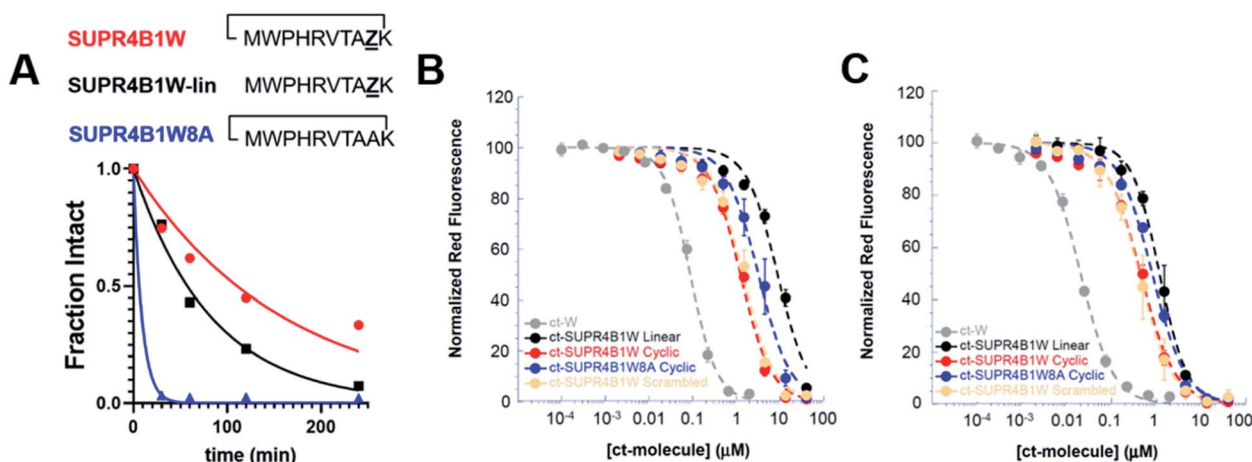 A
SUPR4B1W MWPHRVTAZK
SUPR4B1W-lin MWPHRVTAZK
SUPR4B1W8A MWPHRVTAAK
Fraction Intact
1.0
0.5
0.0
0 100 200
time (min)
B
Normalized Red Fluorescence
120
100
80
60
40
20
0
ct-W
ct-SUPR4B1W Linear
ct-SUPR4B1W Cyclic
ct-SUPR4B1W8A Cyclic
ct-SUPR4B1W Scrambled
10-4 10-3 0.01 0.1 1 10 100
[ct-molecule] (μM)
C
Normalized Red Fluorescence
120
100
80
60
40
20
0
ct-W
ct-SUPR4B1W Linear
ct-SUPR4B1W Cyclic
ct-SUPR4B1W8A Cyclic
ct-SUPR4B1W Scrambled
10-4 10-3 0.01 0.1 1 10 100
[ct-molecule] (μM)